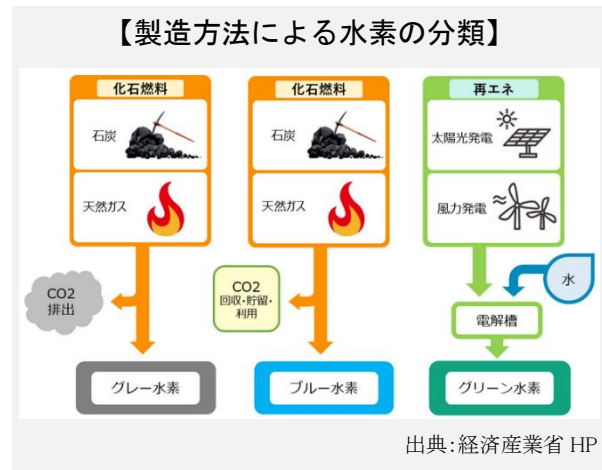 【製造方法による水素の分類】
化石燃料
石炭
天然ガス
CO2
排出
グレー水素
化石燃料
石炭
天然ガス
CO2
回収・貯留・
利用
ブルー水素
再エネ
太陽光発電
風力発電
水
電解槽
グリーン水素
出典:経済産業省 HP